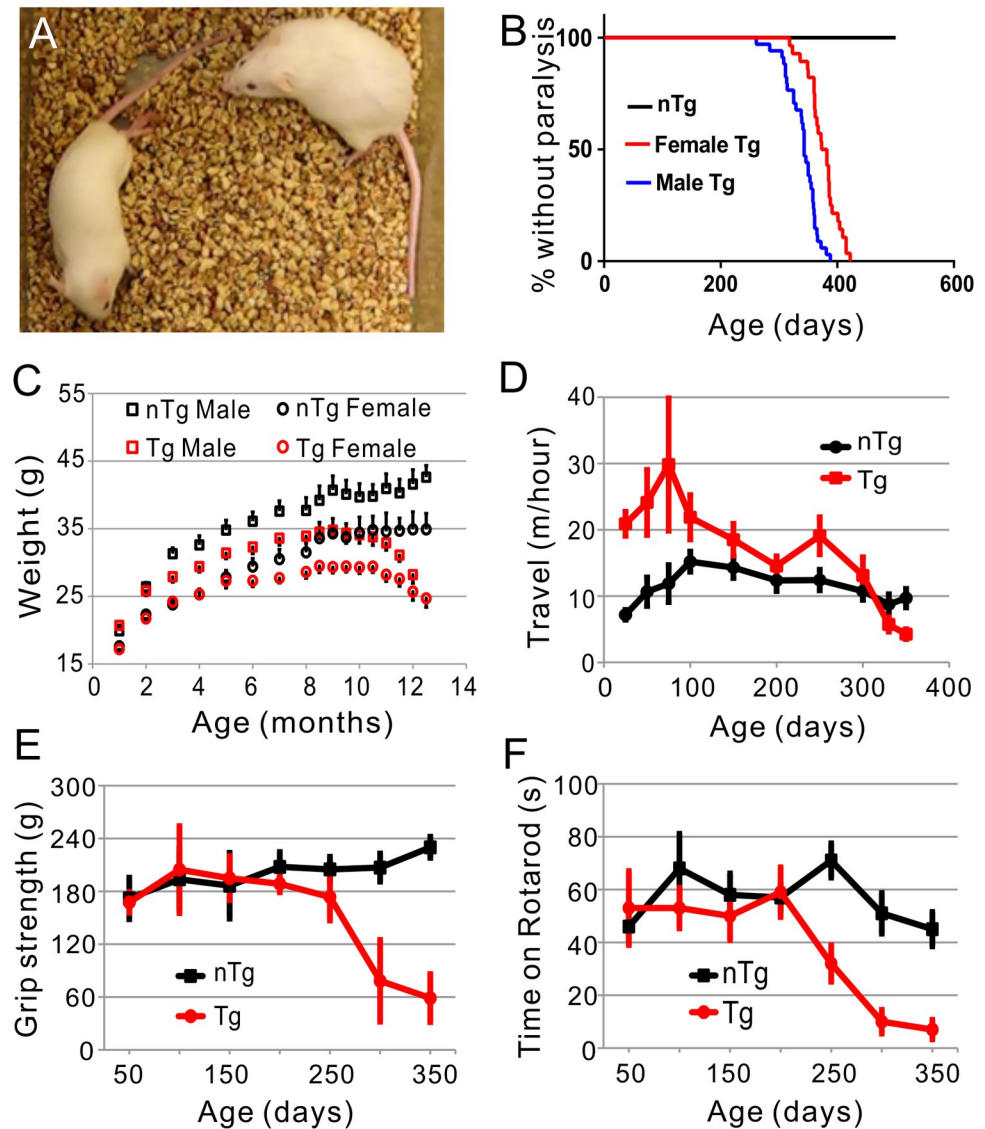 A
B
% without paralysis
100
50
0
nTg
Female Tg
Male Tg
0 200 400 600
Age (days)
C
Weight (g)
55
45
35
25
15
nTg Male nTg Female
Tg Male Tg Female
0 2 4 6 8 10 12 14
Age (months)
D
Travel (m/hour)
40
30
20
10
0
nTg
Tg
0 100 200 300 400
Age (days)
E
Grip strength (g)
300
240
180
120
60
0
nTg
Tg
50 150 250 350
Age (days)
F
Time on Rotarod (s)
100
80
60
40
20
0
nTg
Tg
50 150 250 350
Age (days)